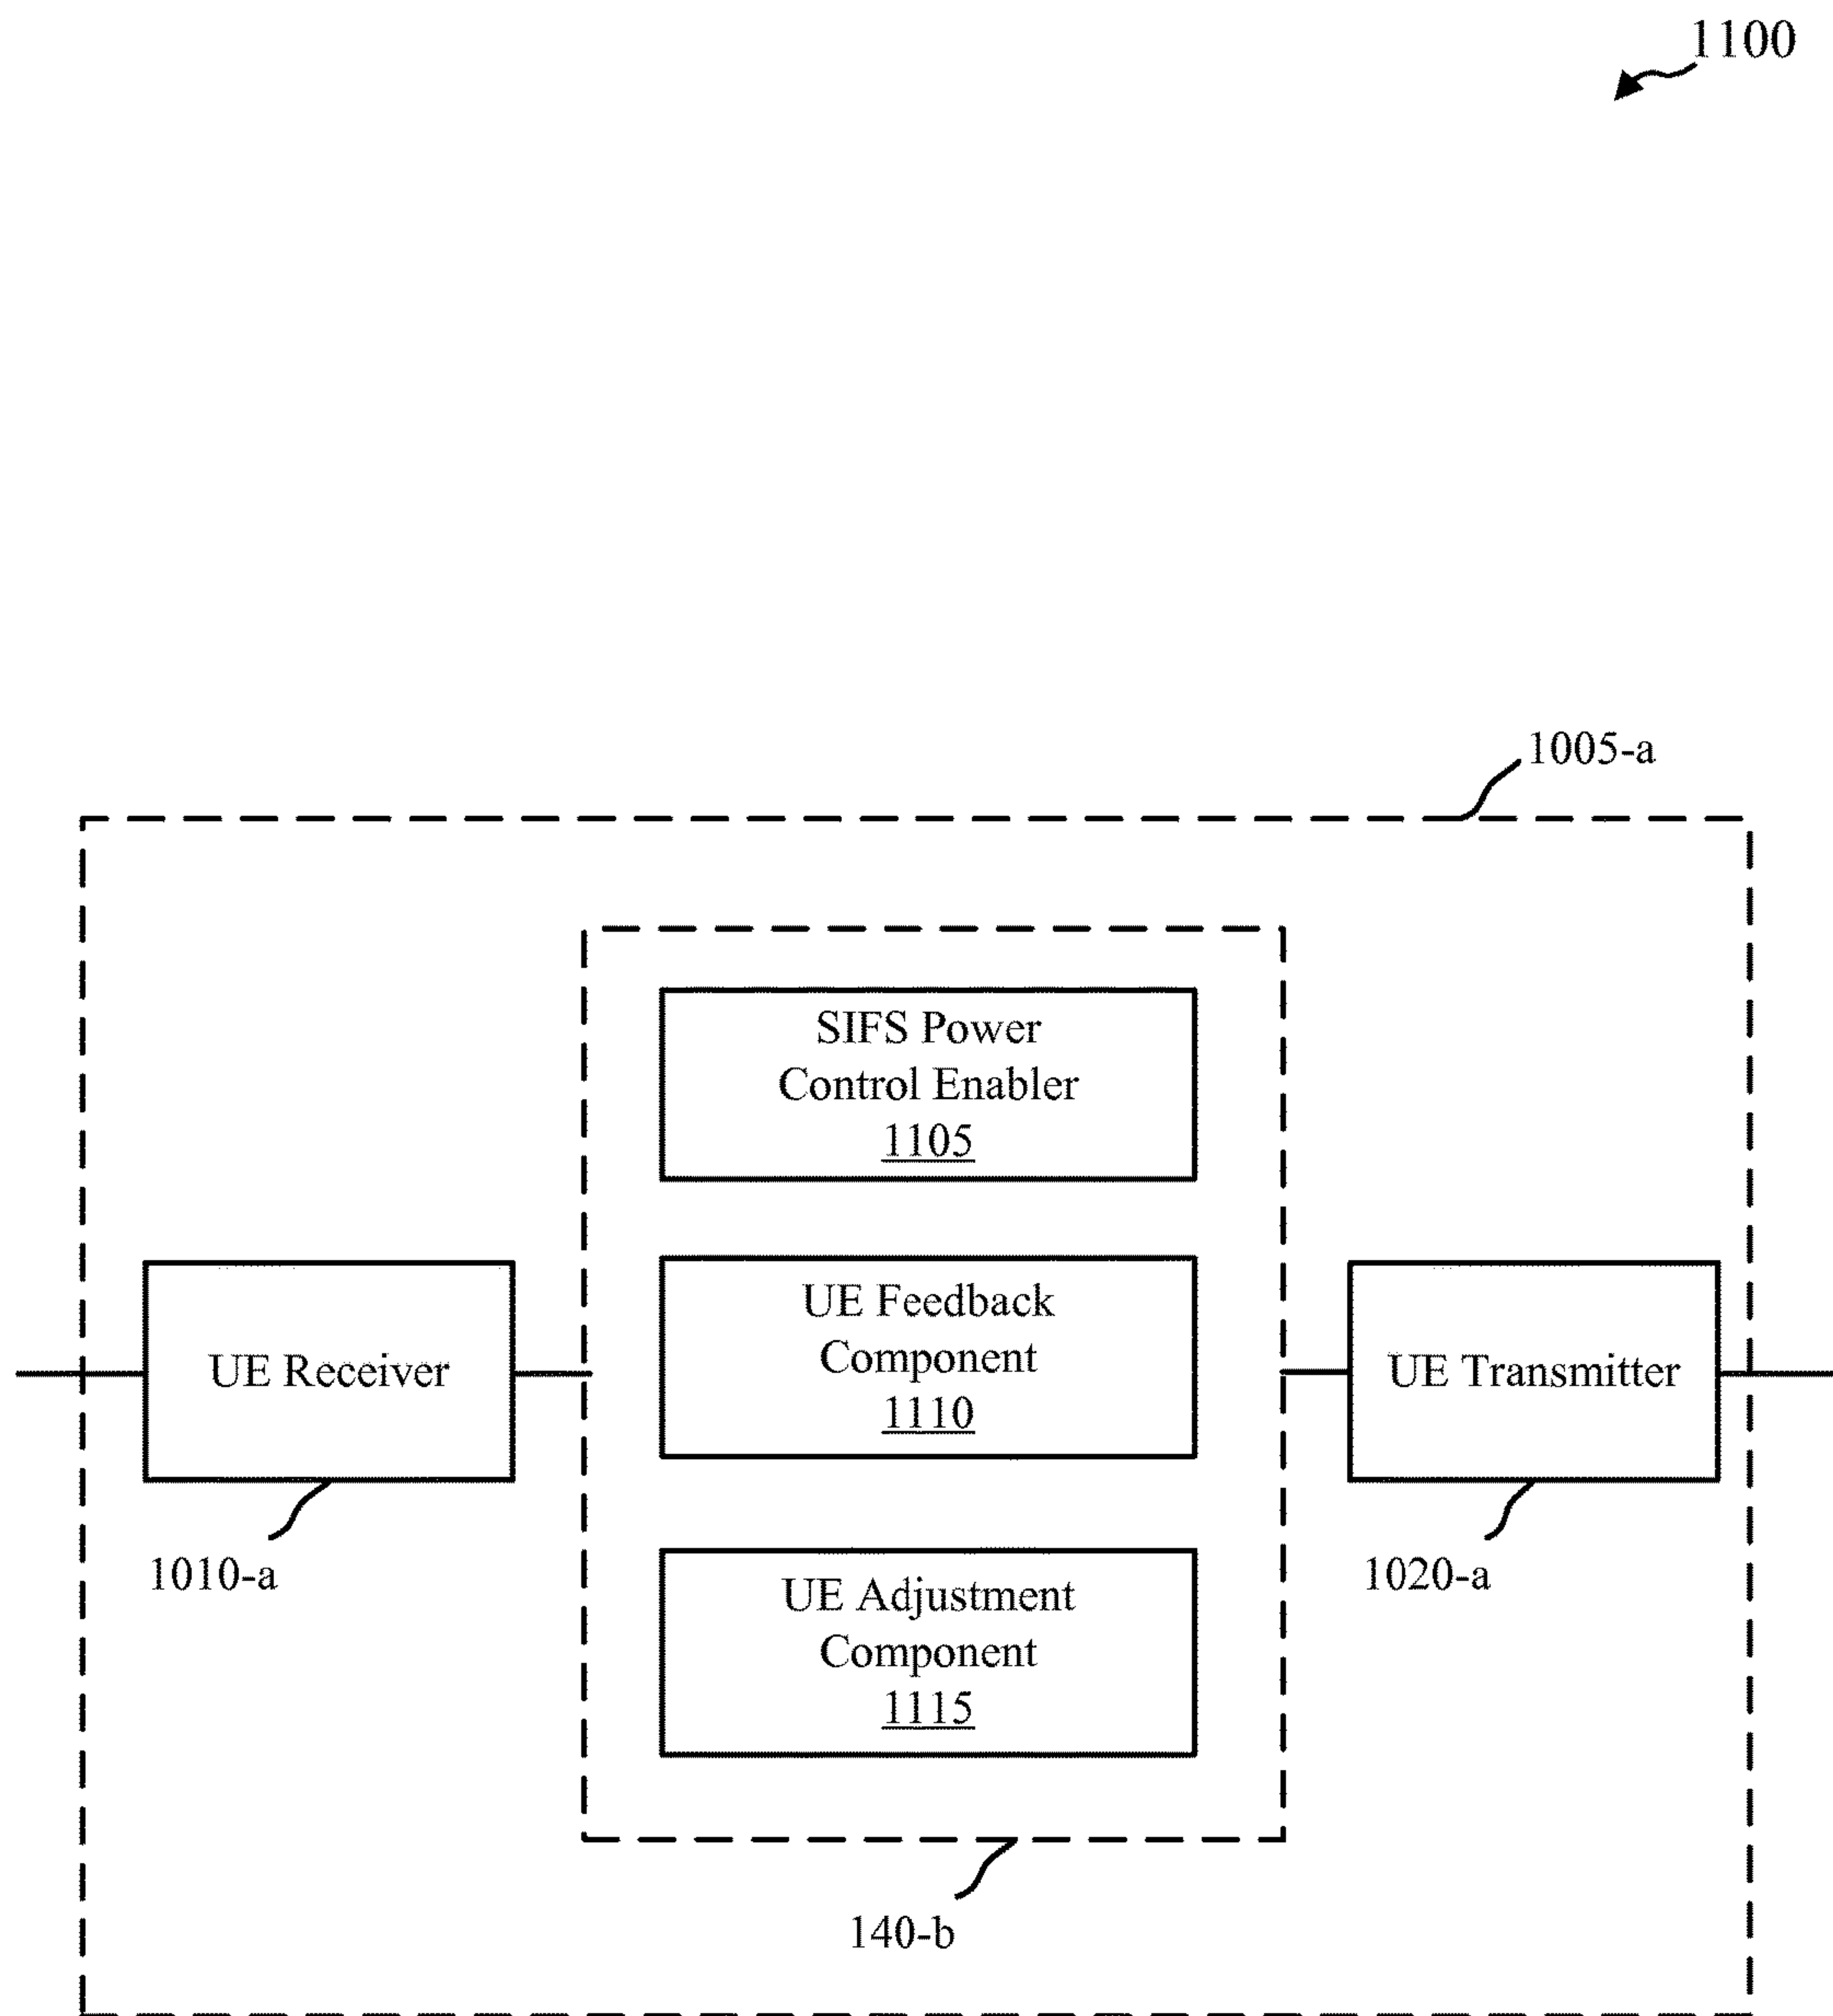 1100
1005-a
SIFS Power
Control Enabler
1105
UE Feedback
Component
1110
UE Receiver
UE Transmitter
1010-a
1020-a
UE Adjustment
Component
1115
140-b